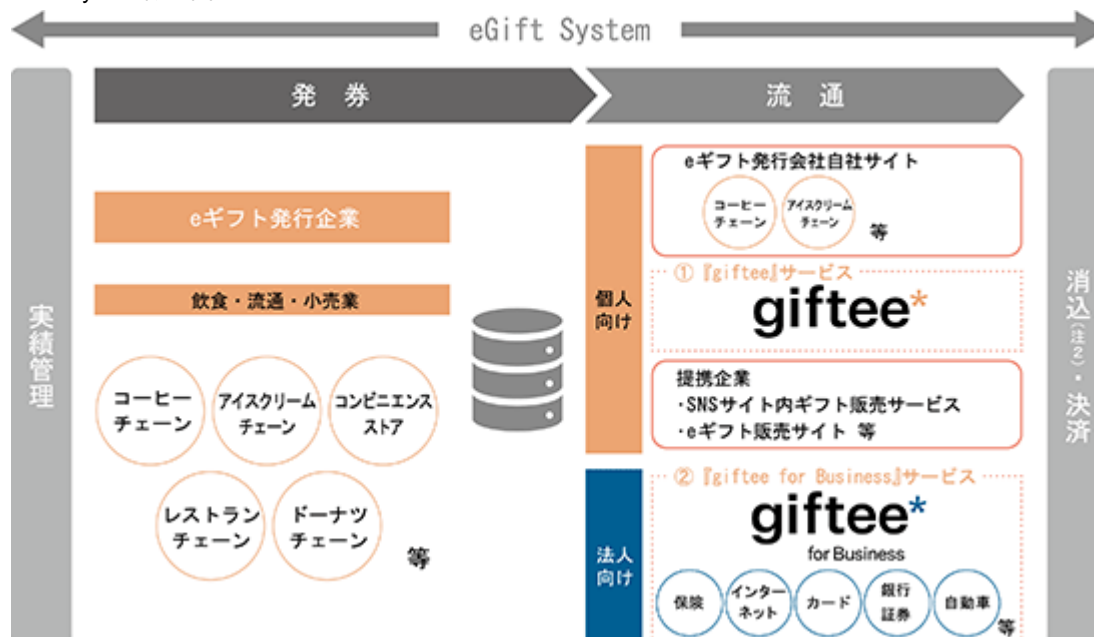 eGift System
発 券
流 通
実績管理
eギフト発行企業
飲食・流通・小売業
コーヒー
チェーン
アイスクリーム
チェーン
コンビニエンス
ストア
レストラン
チェーン
ドーナツ
チェーン
等
個人
向け
eギフト発行会社自社サイト
コーヒー
チェーン
アイスクリーム
チェーン
等
①『giftee』サービス
giftee*
提携企業
・SNSサイト内ギフト販売サービス
・eギフト販売サイト 等
法人
向け
②『giftee for Business』サービス
giftee*
for Business
保険
インター
ネット
カード
銀行
証券
自動車
等
消込(注2)・決済